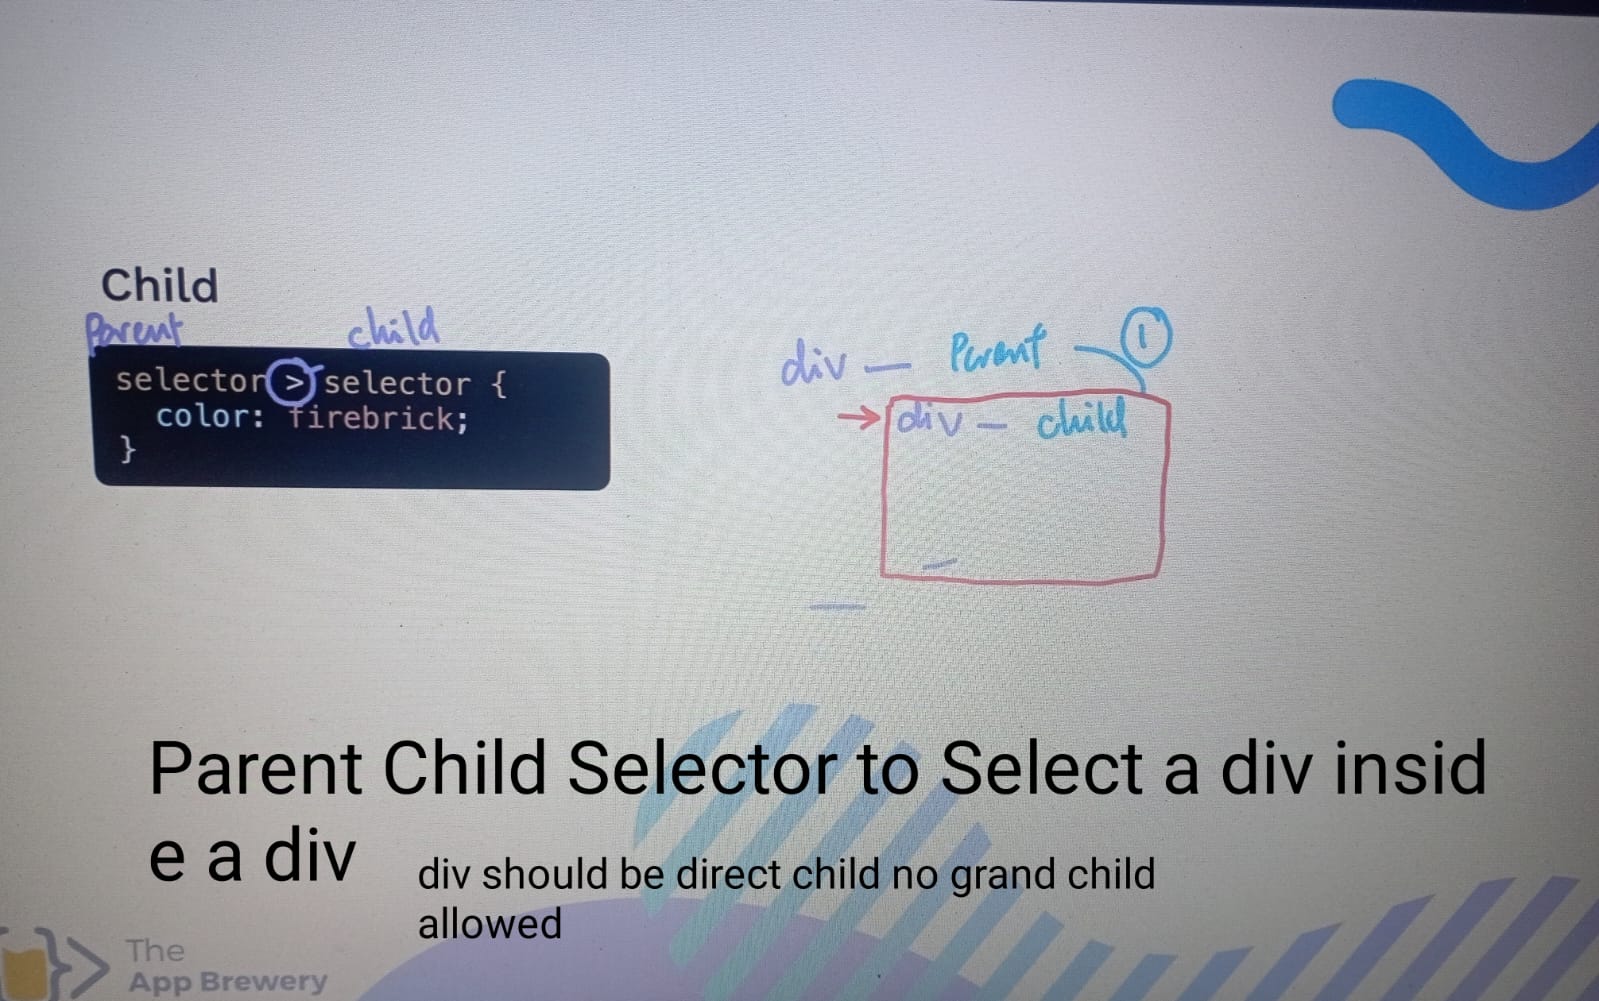 Child
Parent child
selector > selector {
color: firebrick;
}
div — Parent — 1
→ div — child
Parent Child Selector to Select a div insid
e a div
div should be direct child no grand child
allowed
The
App Brewery